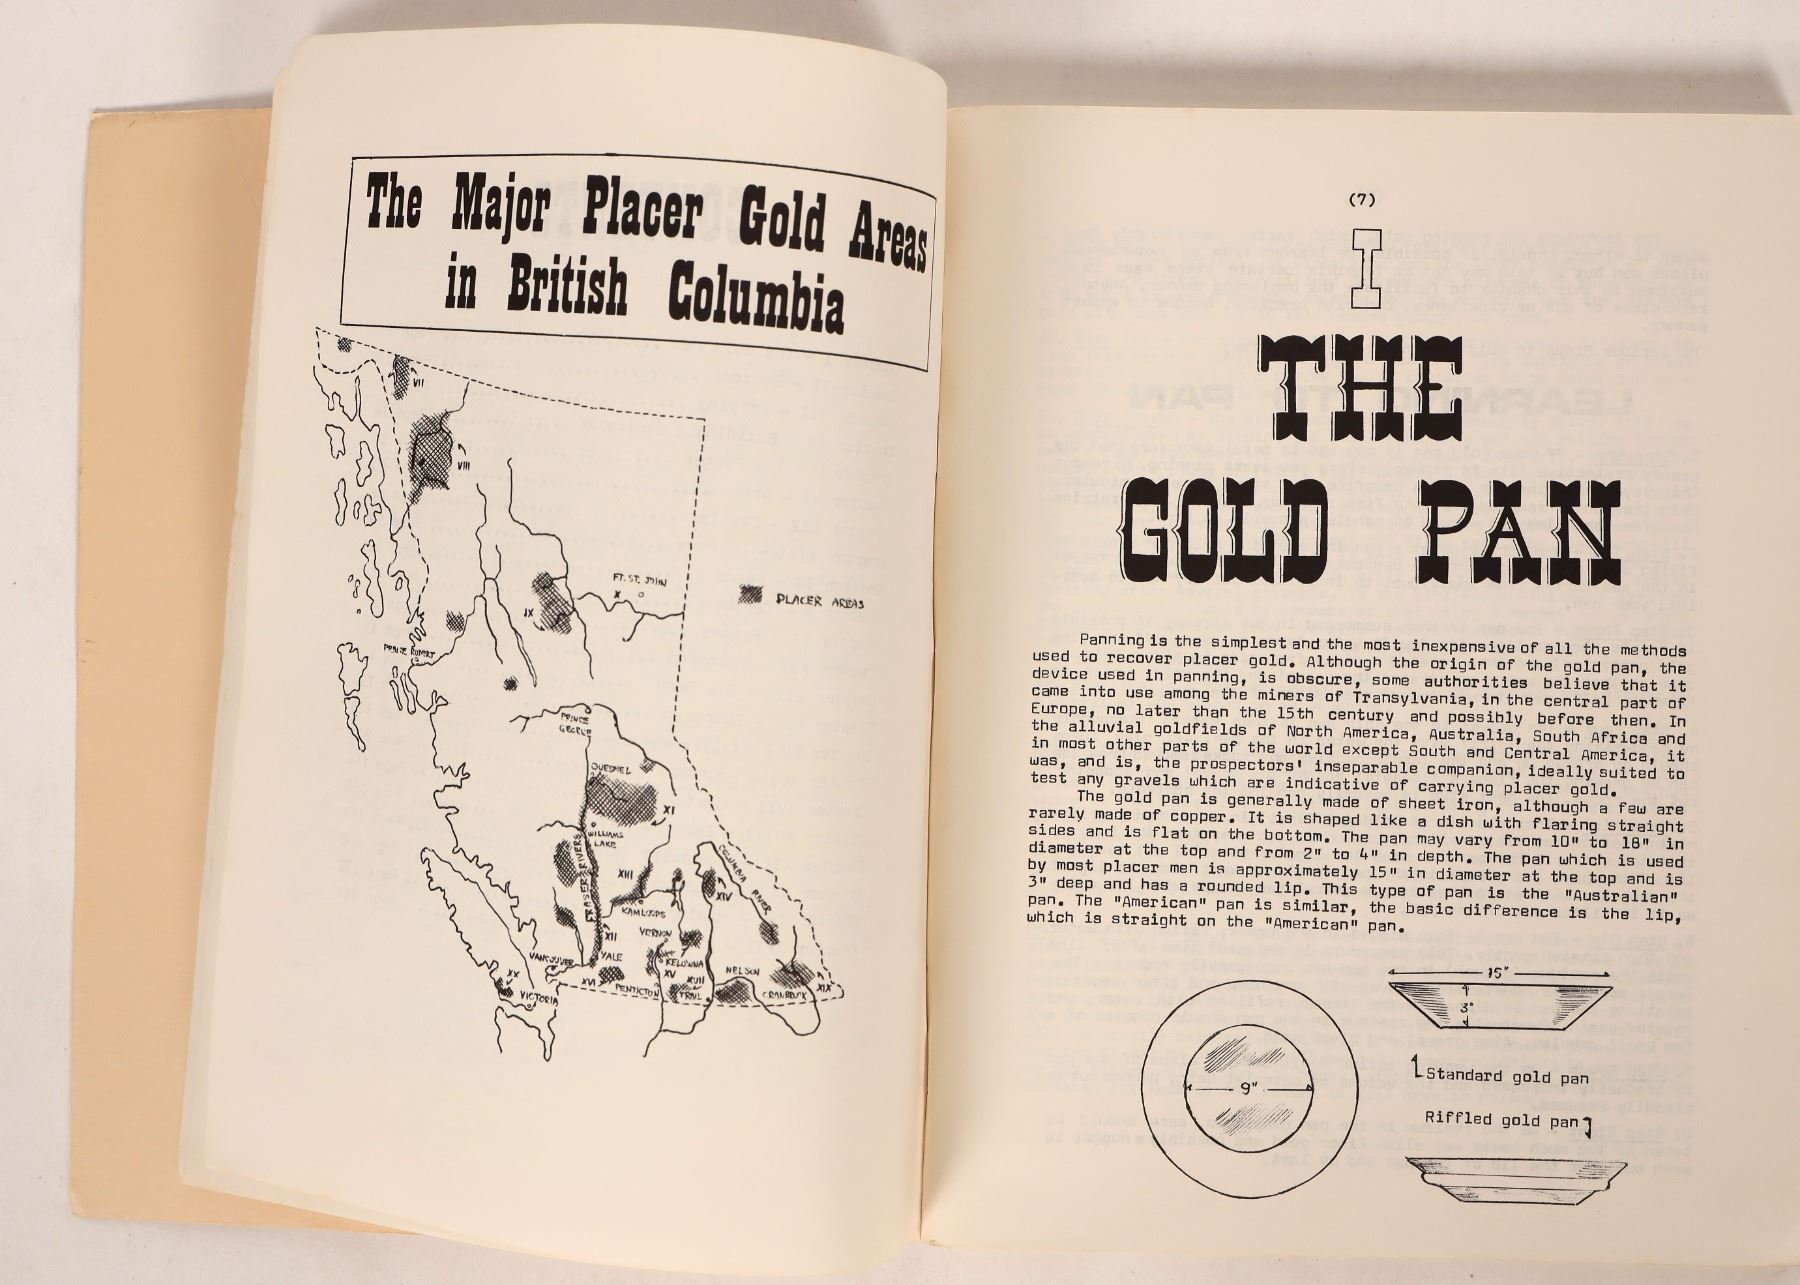 The Major Placer Gold Areas
in British Columbia
VII
VIII
FT. ST. JOHN
X
IX
PLACER AREAS
PRINCE RUPERT
PRINCE
GEORGE
QUESNEL
XI
WILLIAMS
LAKE
FRASER RIVER
COLUMBIA RIVER
XIII
XIV
KAMLOOPS
XII
VERNON
VANCOUVER
YALE
KELOWNA
NELSON
XV
XVII
XX
XVI
PENTICTON
TRAIL
CRANBROOK
XIX
VICTORIA
(7)
I
THE
GOLD PAN
Panning is the simplest and the most inexpensive of all the methods
used to recover placer gold. Although the origin of the gold pan, the
device used in panning, is obscure, some authorities believe that it
came into use among the miners of Transylvania, in the central part of
Europe, no later than the 15th century and possibly before then. In
the alluvial goldfields of North America, Australia, South Africa and
in most other parts of the world except South and Central America, it
was, and is, the prospectors' inseparable companion, ideally suited to
test any gravels which are indicative of carrying placer gold.
The gold pan is generally made of sheet iron, although a few are
rarely made of copper. It is shaped like a dish with flaring straight
sides and is flat on the bottom. The pan may vary from 10" to 18" in
diameter at the top and from 2" to 4" in depth. The pan which is used
by most placer men is approximately 15" in diameter at the top and is
3" deep and has a rounded lip. This type of pan is the "Australian"
pan. The "American" pan is similar, the basic difference is the lip,
which is straight on the "American" pan.
15"
3"
9"
Standard gold pan
Riffled gold pan